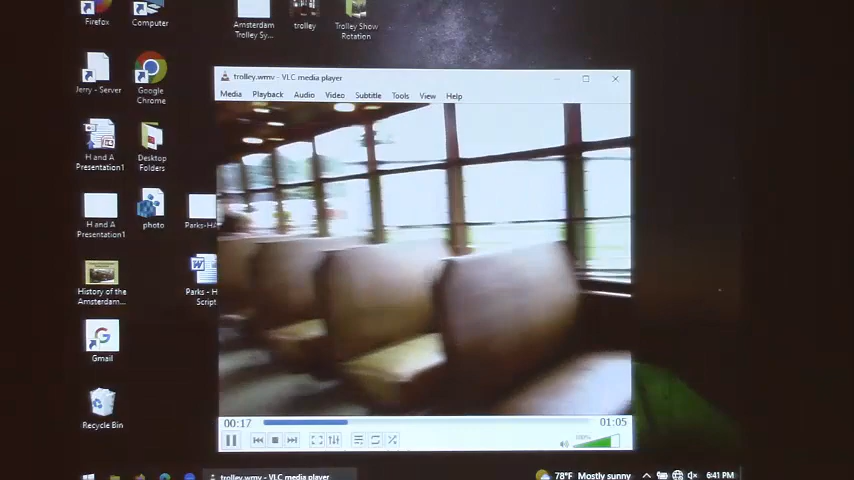 Firefox
Computer
Amsterdam
Trolley Sy...
trolley
Trolley Show
Rotation
Jerry - Server
Google
Chrome
H and A
Presentation1
Desktop
Folders
H and A
Presentation1
photo
Parks-HA
History of the
Amsterdam...
Parks - H
Script
Gmail
Recycle Bin
trolley.wmv - VLC media player
Media Playback Audio Video Subtitle Tools View Help
00:17
01:05
100%
trolley.wmv - VLC media player
78°F Mostly sunny
6:41 PM